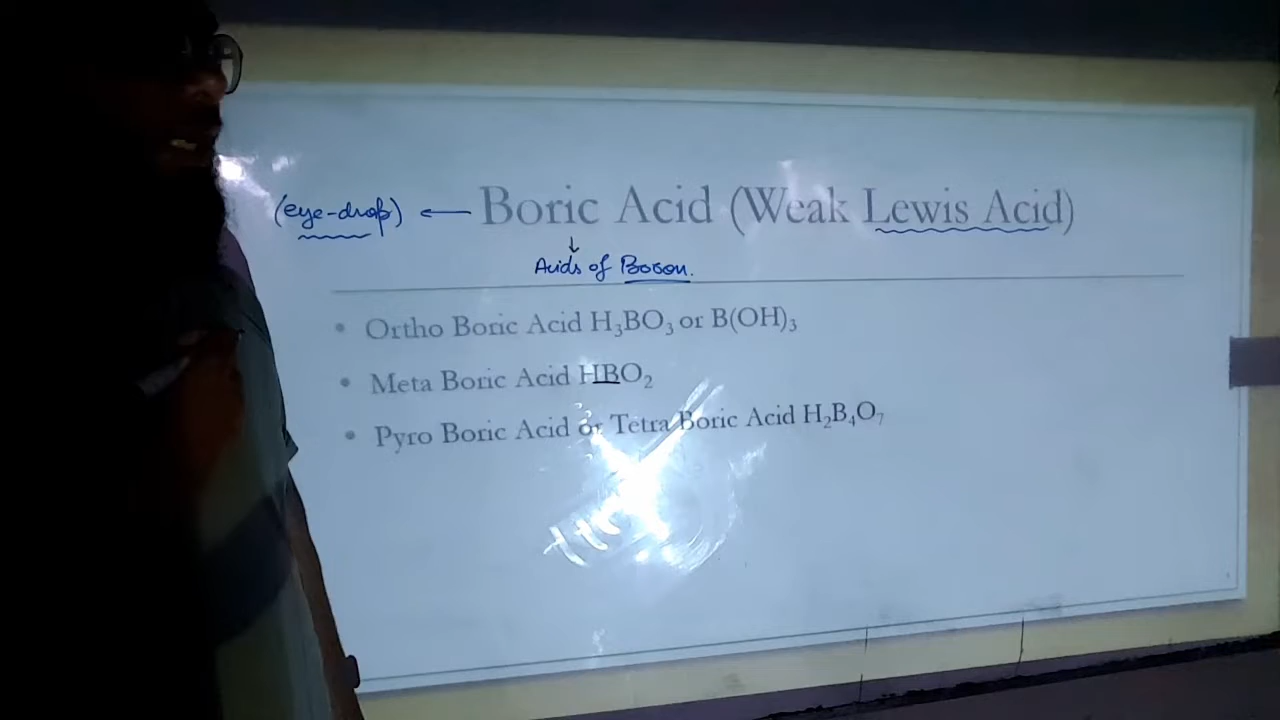 (eye-drop) ← Boric Acid (Weak Lewis Acid)
↓
Acids of Boron.
• Ortho Boric Acid H₃BO₃ or B(OH)₃
• Meta Boric Acid HBO₂
• Pyro Boric Acid or Tetra Boric Acid H₂B₄O₇